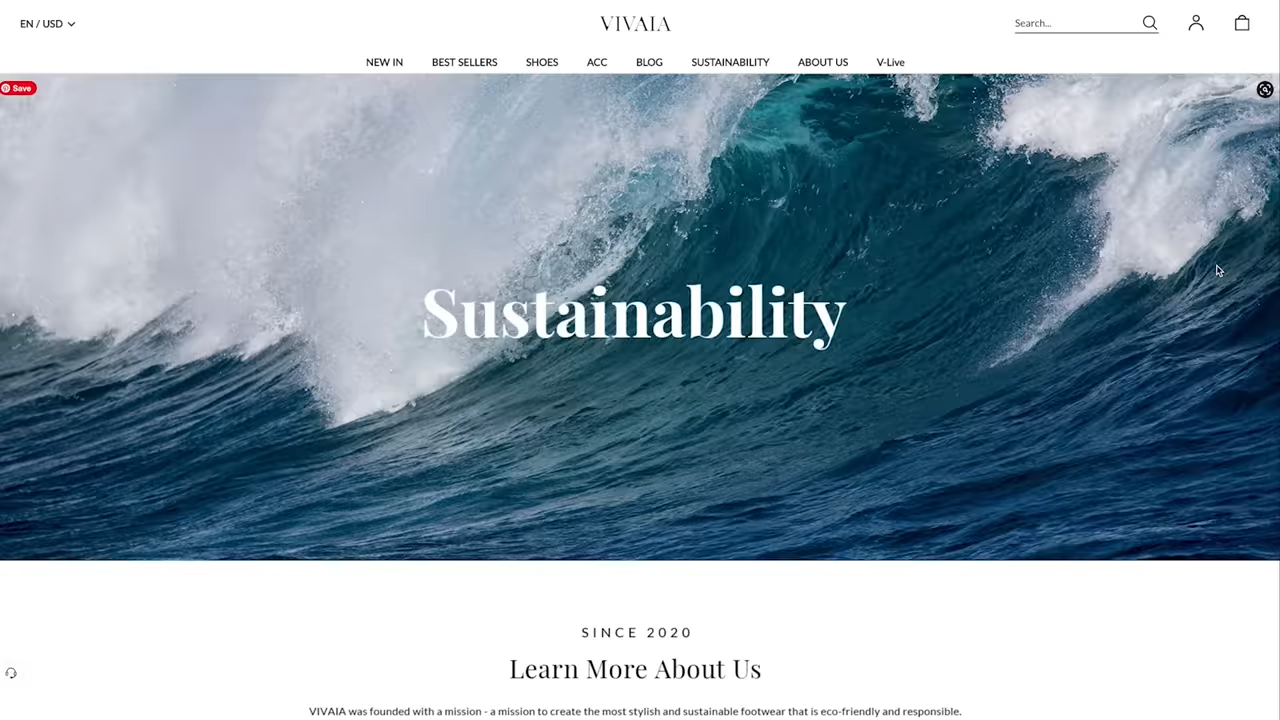 EN / USD
VIVAIA
Search...
NEW IN BEST SELLERS SHOES ACC BLOG SUSTAINABILITY ABOUT US V-Live
Save
Sustainability
SINCE 2020
Learn More About Us
VIVAIA was founded with a mission - a mission to create the most stylish and sustainable footwear that is eco-friendly and responsible.